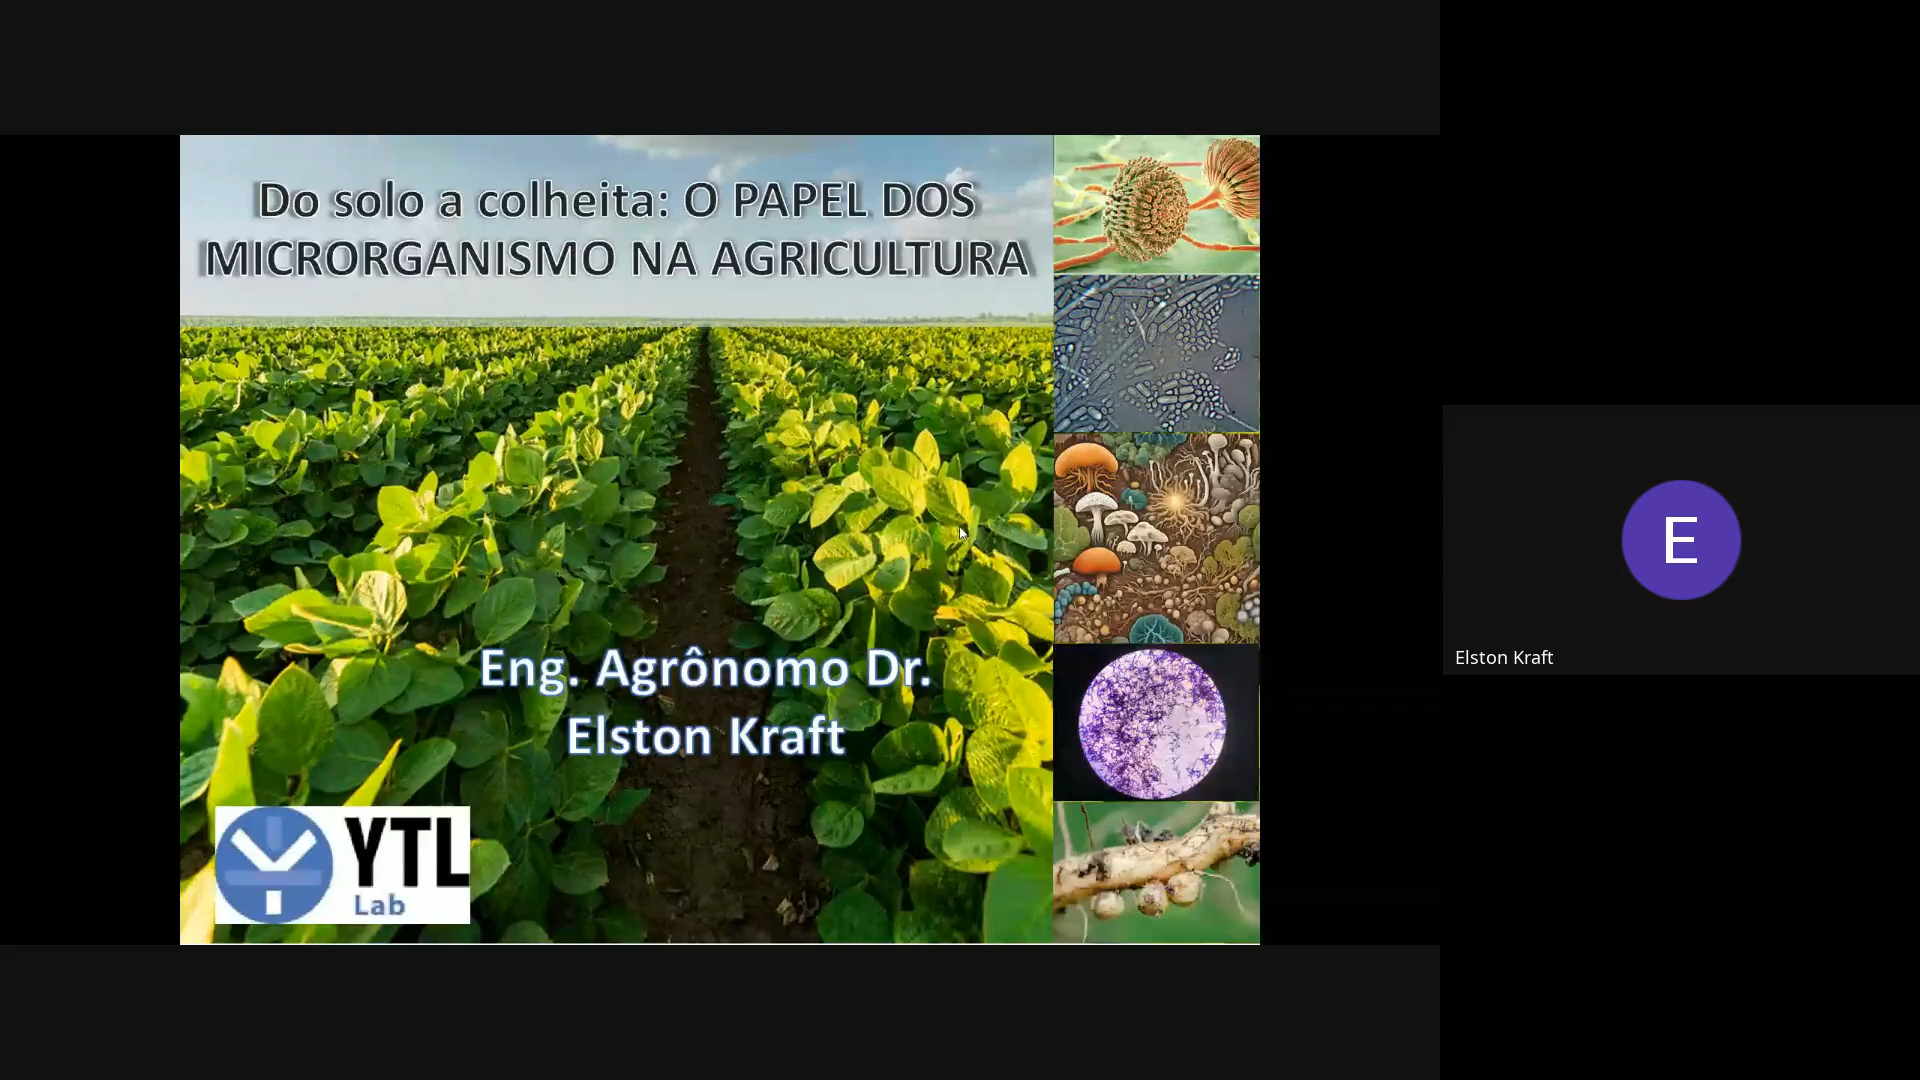 Do solo a colheita: O PAPEL DOS
MICRORGANISMO NA AGRICULTURA
Eng. Agrônomo Dr.
Elston Kraft
YTL
Lab
E
Elston Kraft